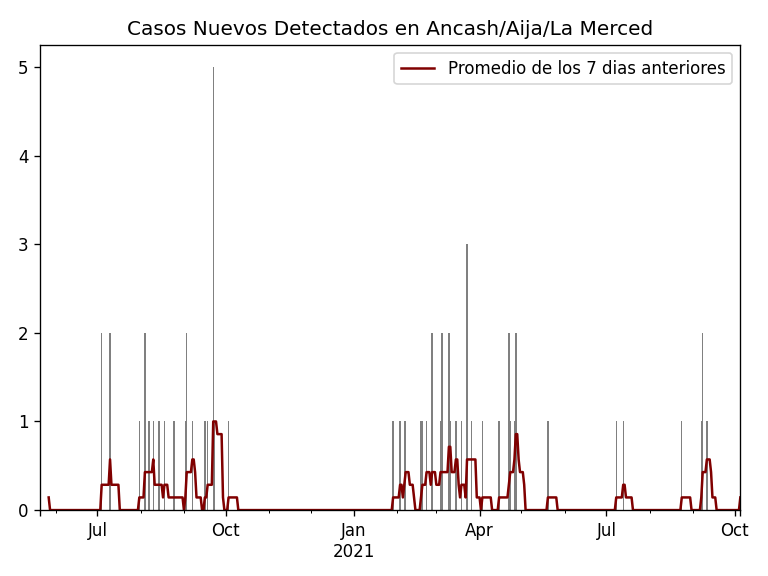 Casos Nuevos Detectados en Ancash/Aija/La Merced
Promedio de los 7 dias anteriores
5
4
3
2
1
0
Jul
Oct
Jan
2021
Apr
Jul
Oct